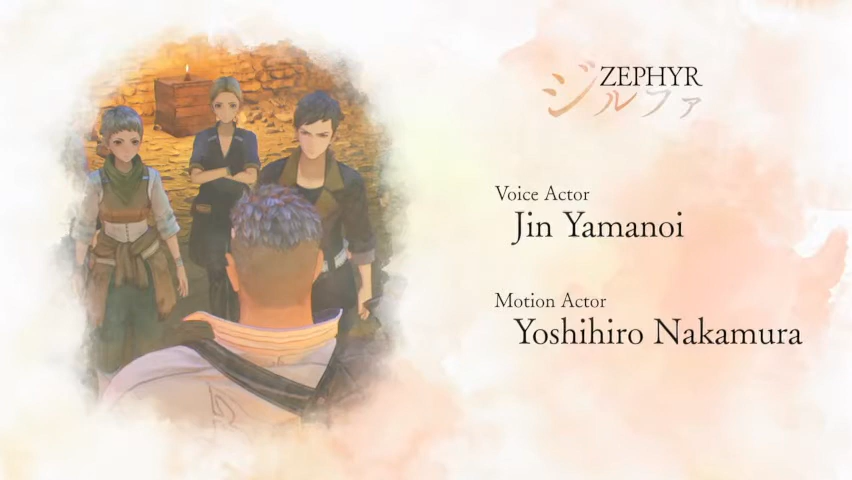 ZEPHYR
ジルファ
Voice Actor
Jin Yamanoi
Motion Actor
Yoshihiro Nakamura